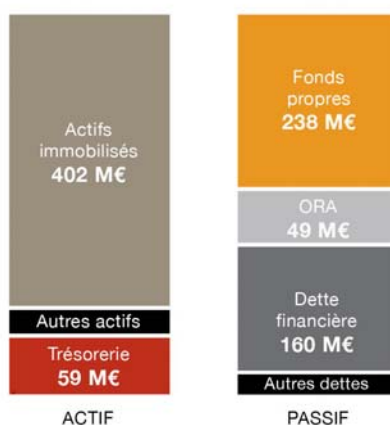 Actifs
immobilisés
402 M€
Autres actifs
Trésorerie
59 M€
ACTIF
Fonds
propres
238 M€
ORA
49 M€
Dette
financière
160 M€
Autres dettes
PASSIF